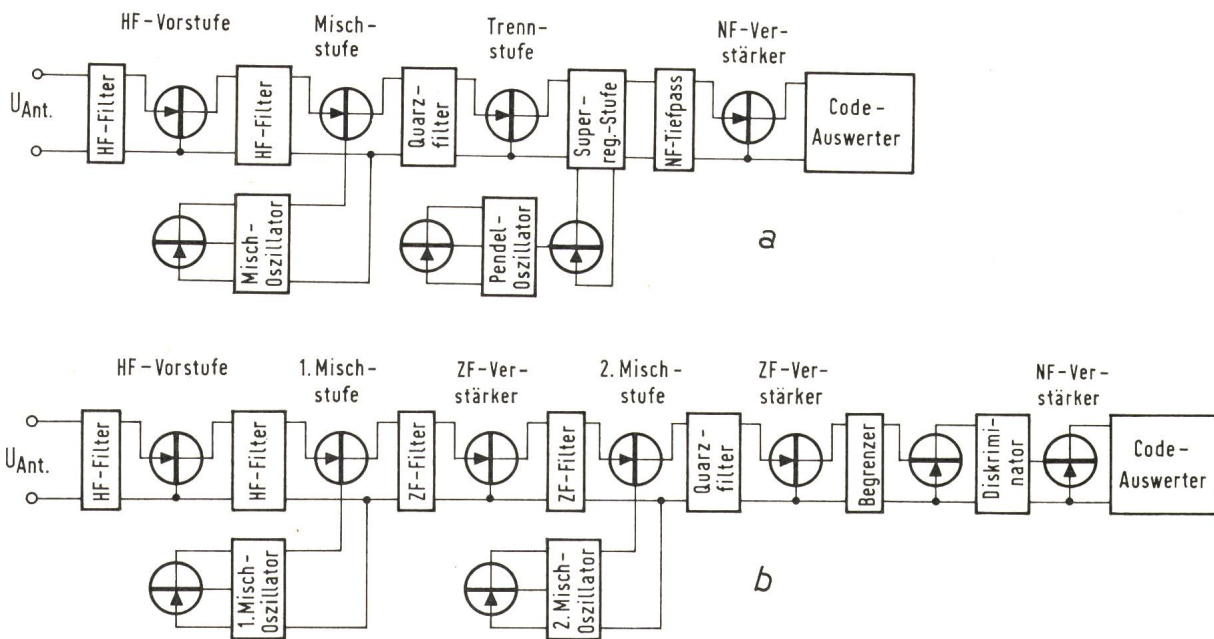 HF-Vorstufe
Misch-
stufe
Trenn-
stufe
NF-Ver-
stärker
UAnt.
HF-Filter
HF-Filter
Quarz-
filter
Super-
reg.-Stufe
NF-Tiefpass
Code-
Auswerter
Misch-
Oszillator
Pendel-
Oszillator
a
HF-Vorstufe
1. Misch-
stufe
ZF-Ver-
stärker
2. Misch-
stufe
ZF-Ver-
stärker
NF-Ver-
stärker
UAnt.
HF-Filter
HF-Filter
ZF-Filter
ZF-Filter
Quarz-
filter
Begrenzer
Diskrimi-
nator
Code-
Auswerter
1. Misch-
Oszillator
2. Misch-
Oszillator
b